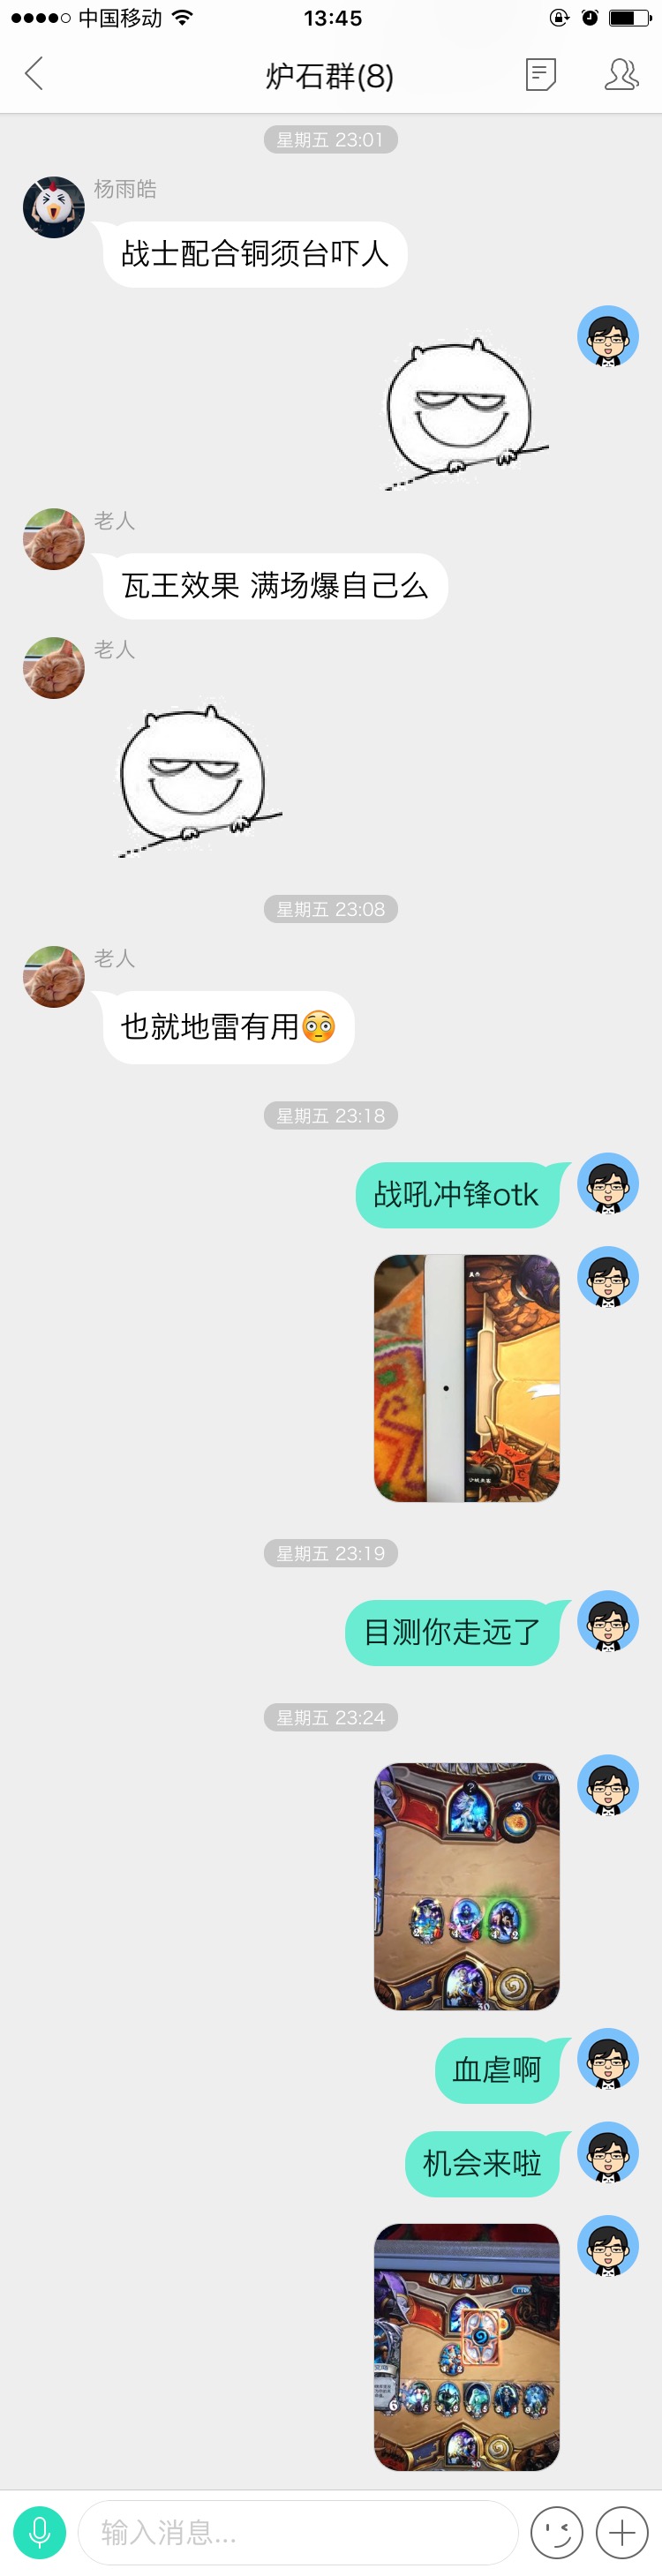 中国移动
13:45
炉石群(8)
星期五 23:01
杨雨皓
战士配合铜须台吓人
老人
瓦王效果 满场爆自己么
老人
星期五 23:08
老人
也就地雷有用😳
星期五 23:18
战吼冲锋otk
星期五 23:19
目测你走远了
星期五 23:24
?
30
血虐啊
机会来啦
6
30
输入消息...